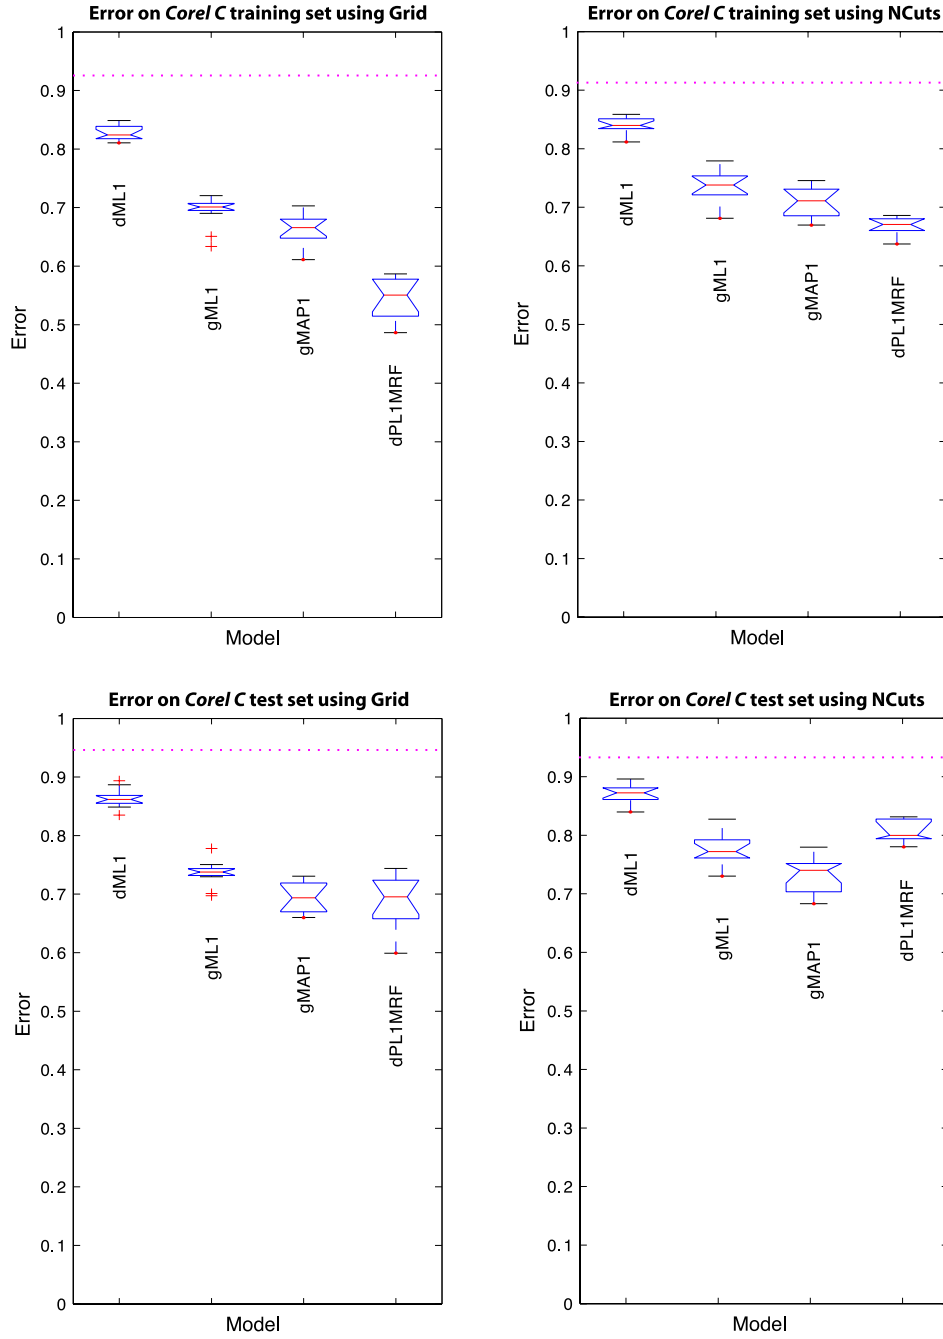 Error on Corel C training set using Grid
1
0.9
0.8
0.7
0.6
0.5
0.4
0.3
0.2
0.1
0
Error
dML1
gML1
gMAP1
dPL1MRF
Model
Error on Corel C training set using NCuts
1
0.9
0.8
0.7
0.6
0.5
0.4
0.3
0.2
0.1
0
Error
dML1
gML1
gMAP1
dPL1MRF
Model
Error on Corel C test set using Grid
1
0.9
0.8
0.7
0.6
0.5
0.4
0.3
0.2
0.1
0
Error
dML1
gML1
gMAP1
dPL1MRF
Model
Error on Corel C test set using NCuts
1
0.9
0.8
0.7
0.6
0.5
0.4
0.3
0.2
0.1
0
Error
dML1
gML1
gMAP1
dPL1MRF
Model